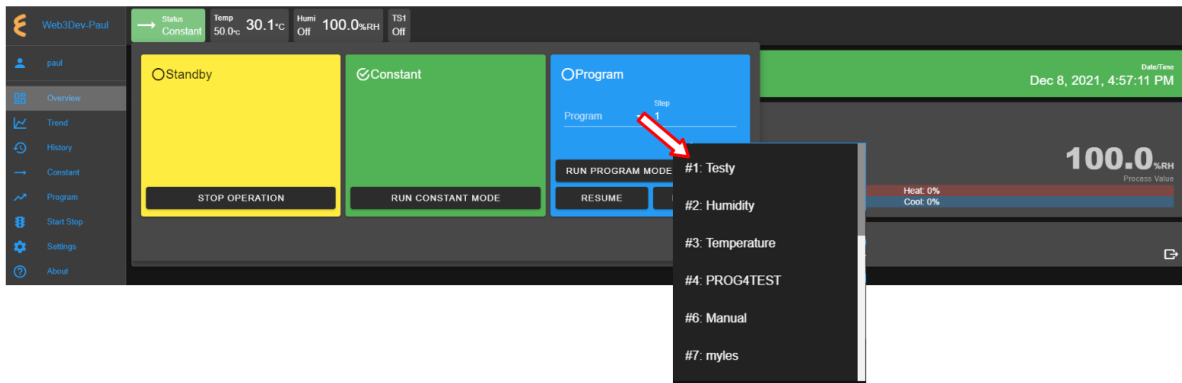 Web3Dev-Paul
Status
Constant
Temp
50.0°C 30.1°C
Humi
Off 100.0%RH
TS1
Off
paul
Overview
Trend
History
Constant
Program
Start Stop
Settings
About
Standby
STOP OPERATION
Constant
RUN CONSTANT MODE
Program
Step
Program 1
RUN PROGRAM MODE
RESUME
#1: Testy
#2: Humidity
#3: Temperature
#4: PROG4TEST
#6: Manual
#7: myles
Date/Time
Dec 8, 2021, 4:57:11 PM
100.0%RH
Process Value
Heat: 0%
Cool: 0%